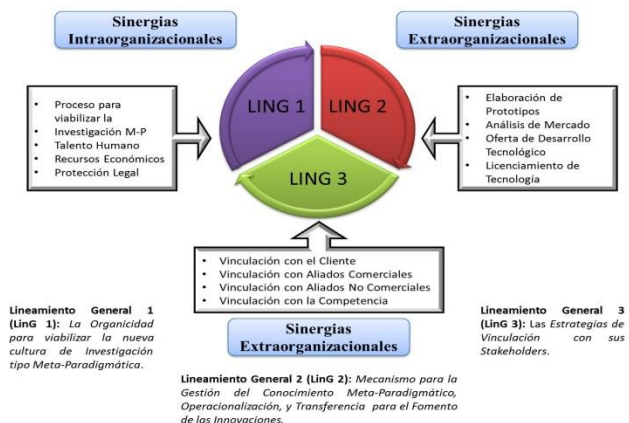 Sinergias
Intraorganizacionales
Sinergias
Extraorganizacionales
LING 1
LING 2
LING 3
• Proceso para
viabilizar la
• Investigación M-P
• Talento Humano
• Recursos Económicos
• Protección Legal
• Elaboración de
Prototipos
• Análisis de Mercado
• Oferta de Desarrollo
Tecnológico
• Licenciamiento de
Tecnología
• Vinculación con el Cliente
• Vinculación con Aliados Comerciales
• Vinculación con Aliados No Comerciales
• Vinculación con la Competencia
Sinergias
Extraorganizacionales
Lineamiento General 1
(LinG 1): La Organicidad
para viabilizar la nueva
cultura de Investigación
tipo Meta-Paradigmática.
Lineamiento General 2 (LinG 2): Mecanismo para la
Gestión del Conocimiento Meta-Paradigmático,
Operacionalización, y Transferencia para el Fomento
de las Innovaciones.
Lineamiento General 3
(LinG 3): Las Estrategias de
Vinculación con sus
Stakeholders.